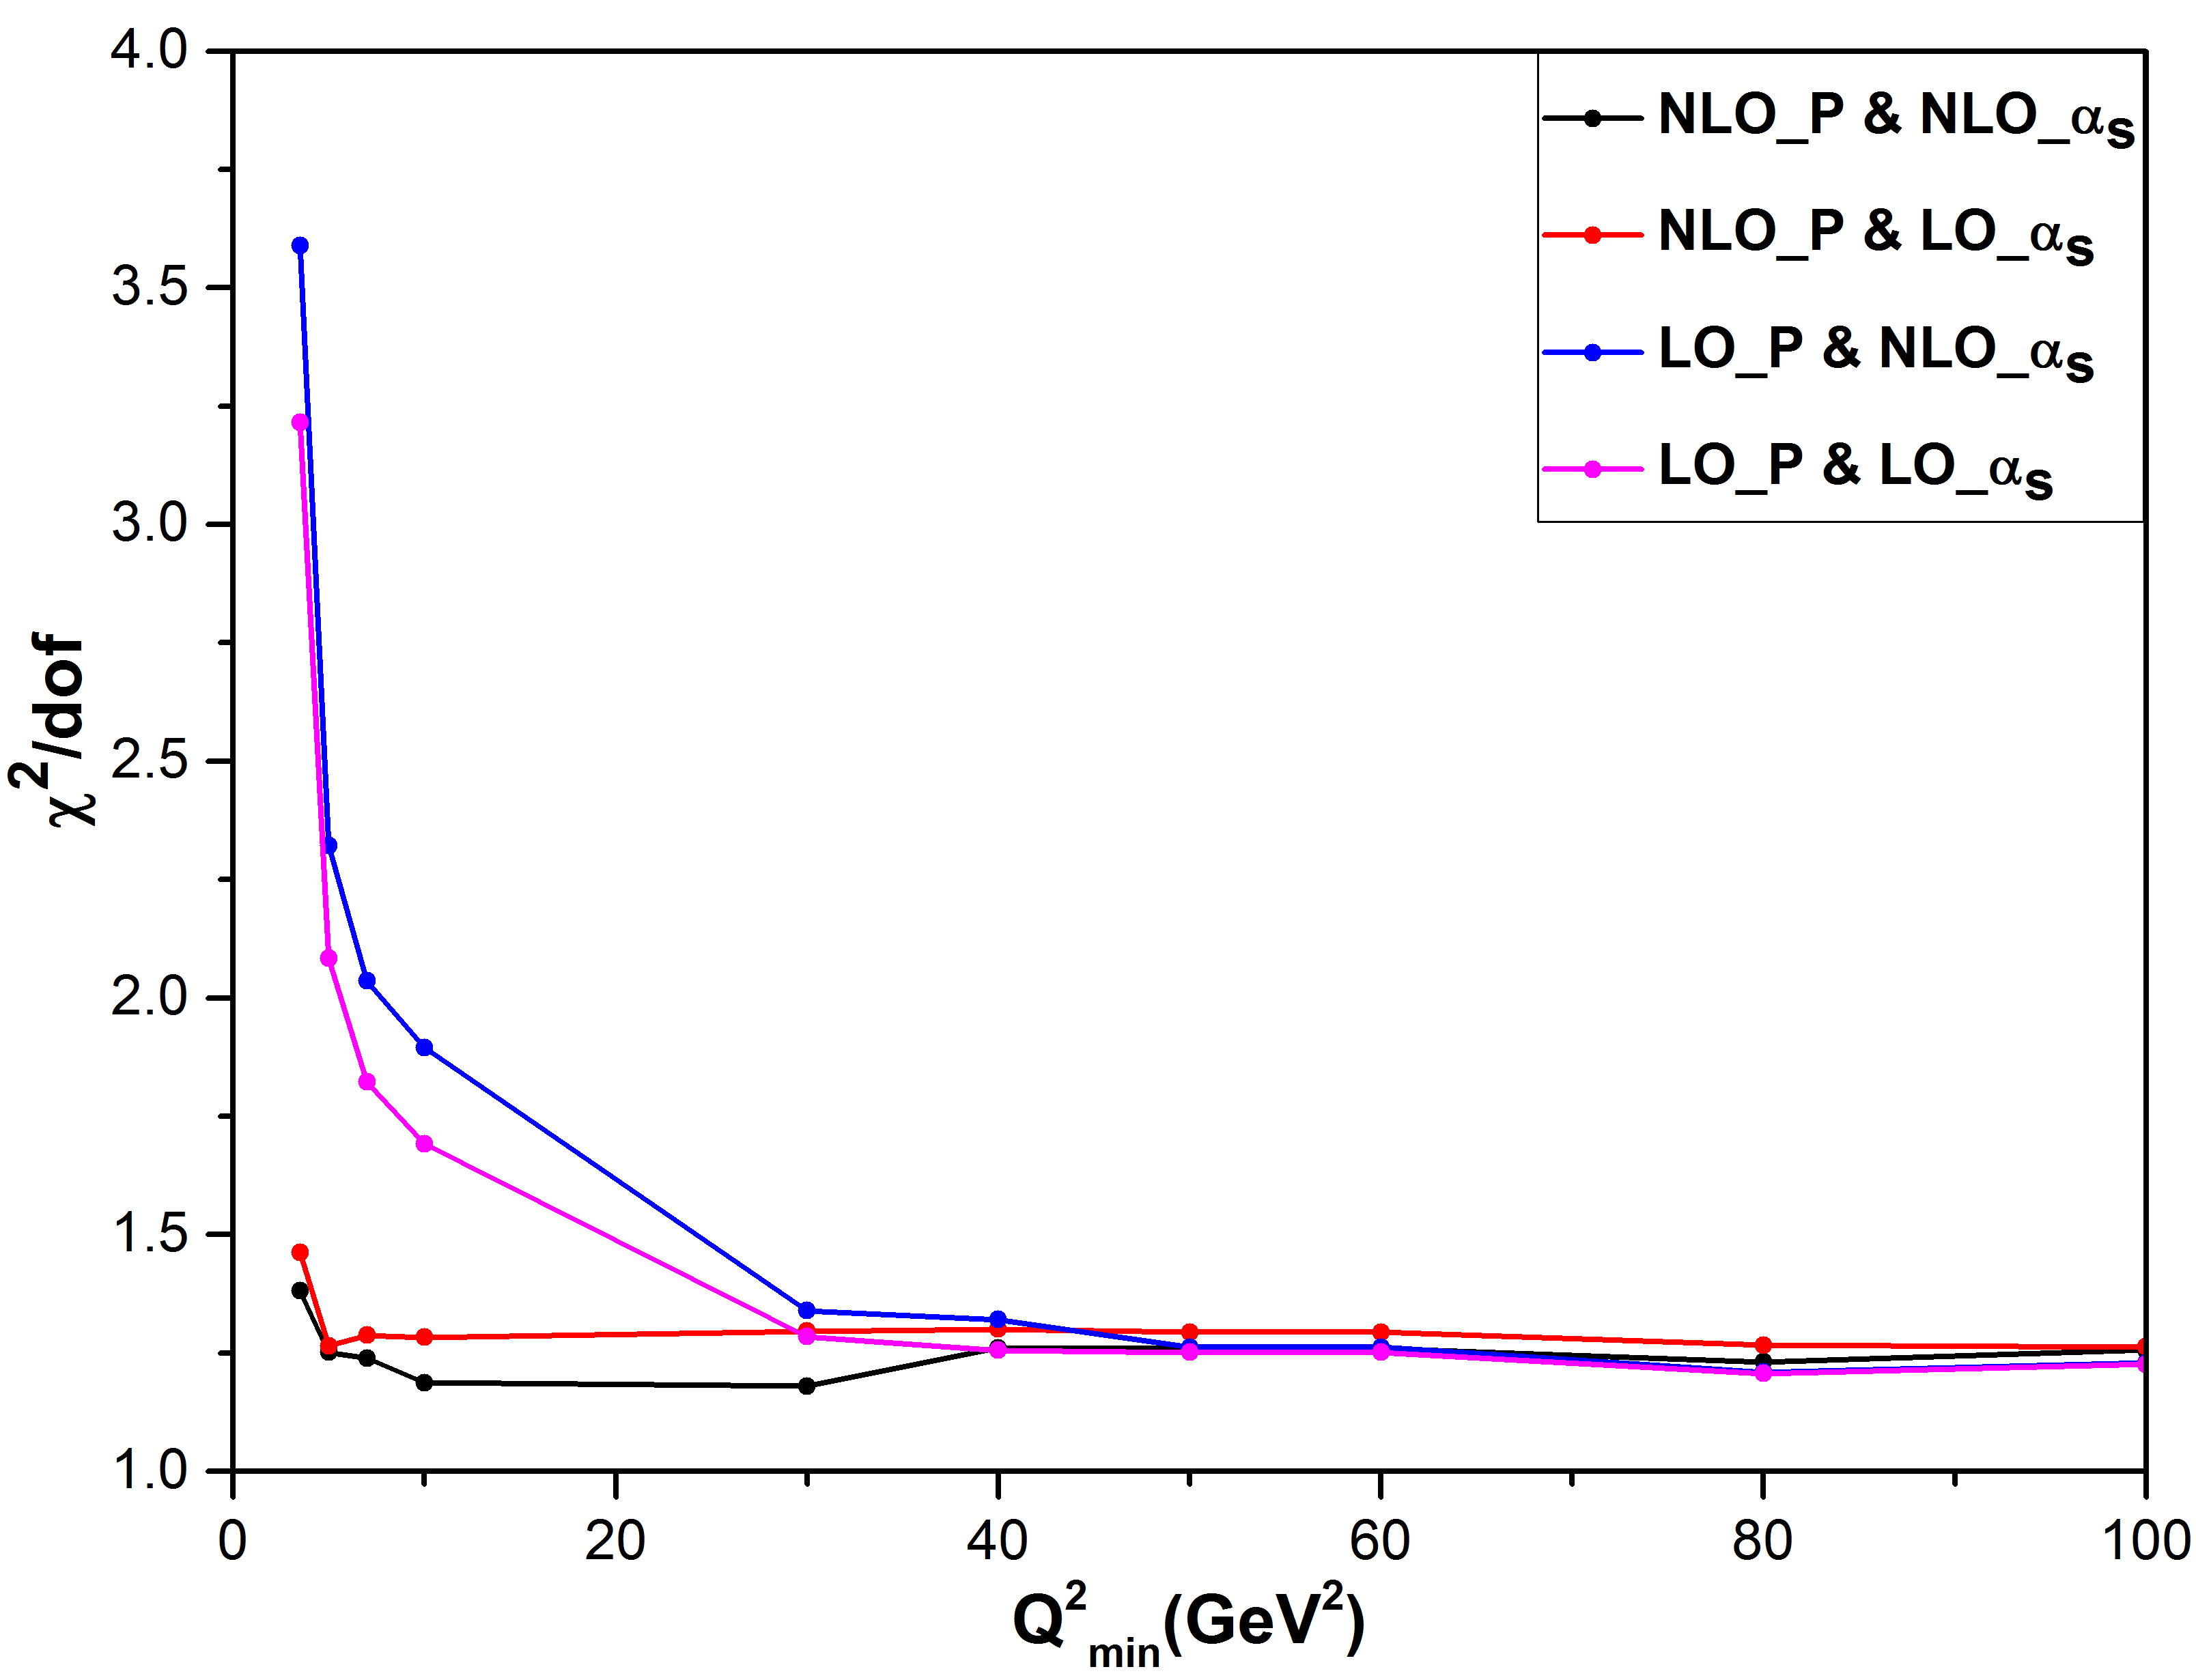 4.0
3.5
3.0
2.5
2.0
1.5
1.0
χ²/dof
NLO_P & NLO_αs
NLO_P & LO_αs
LO_P & NLO_αs
LO_P & LO_αs
0 20 40 60 80 100
Q²min(GeV²)